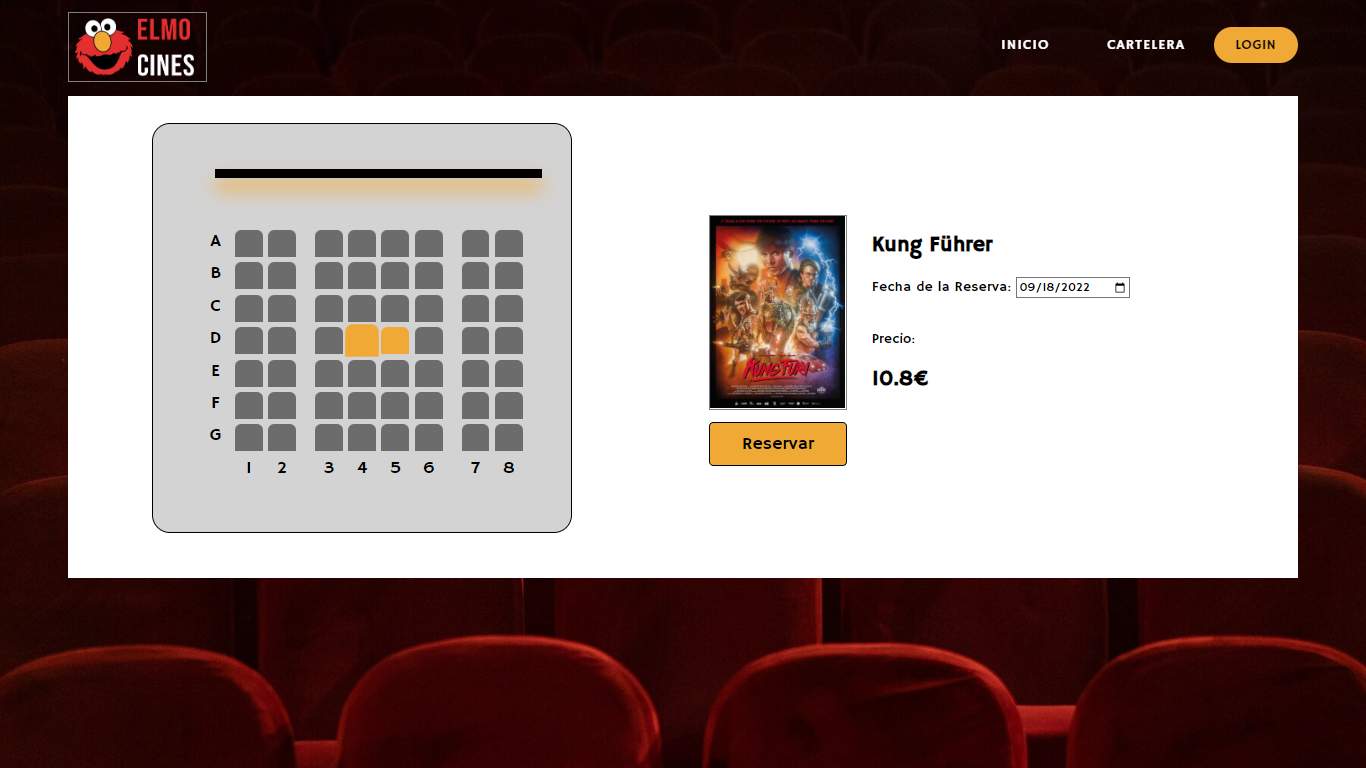 ELMO
CINES
INICIO
CARTELERA
LOGIN
A
B
C
D
E
F
G
1 2 3 4 5 6 7 8
KUNG FURY
Kung Führer
Fecha de la Reserva: 09/18/2022
Precio:
10.8€
Reservar